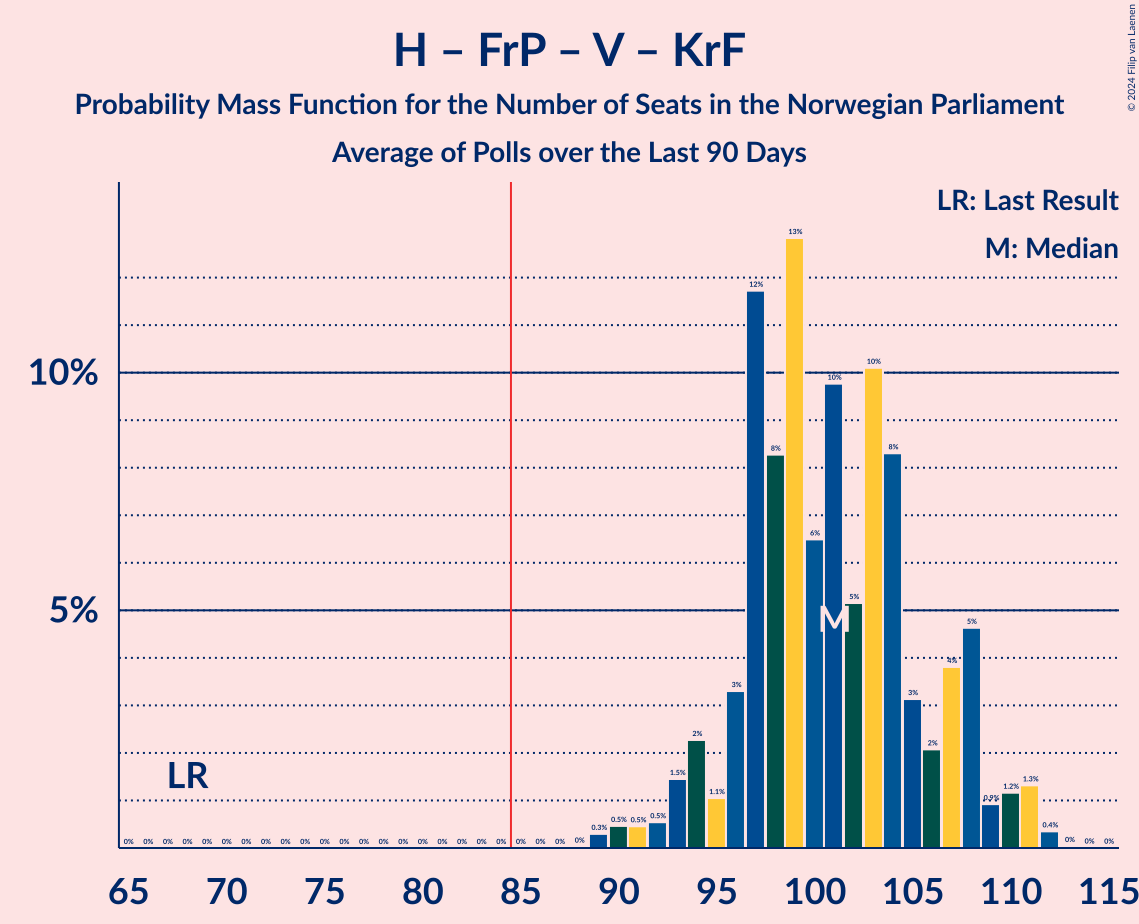 H – FrP – V – KrF
Probability Mass Function for the Number of Seats in the Norwegian Parliament
Average of Polls over the Last 90 Days
© 2024 Filip van Laenen
LR: Last Result
M: Median
10%
5%
LR
M
0% 0% 0% 0% 0% 0% 0% 0% 0% 0% 0% 0% 0% 0% 0% 0% 0% 0% 0% 0% 0% 0% 0% 0% 0.3% 0.5% 0.5% 0.5% 1.5% 2% 1.1% 3% 12% 8% 13% 6% 10% 5% 10% 8% 3% 2% 4% 5% 0.9% 1.2% 1.3% 0.4% 0% 0% 0%
65 70 75 80 85 90 95 100 105 110 115